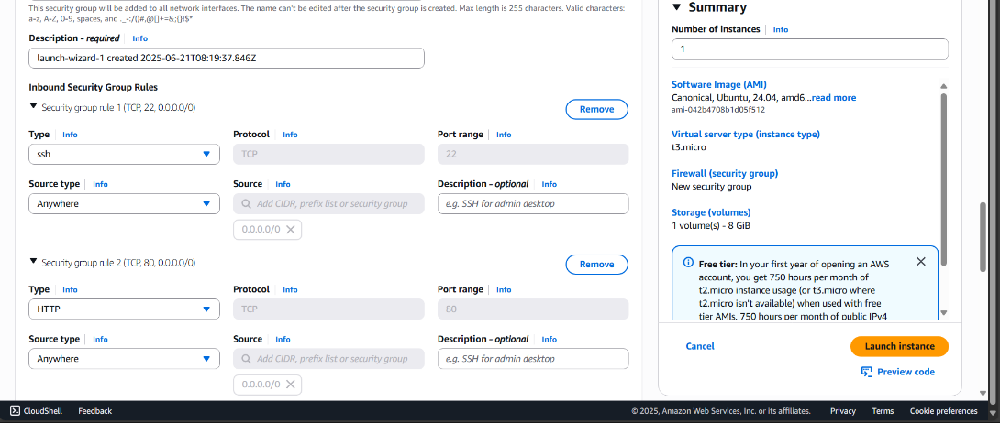 This security group will be added to all network interfaces. The name can't be edited after the security group is created. Max length is 255 characters. Valid characters:
a-z, A-Z, 0-9, spaces, and ._-:/()#,@[]+=&;{}!$*
Description - required Info
launch-wizard-1 created 2025-06-21T08:19:37.846Z
Inbound Security Group Rules
Security group rule 1 (TCP, 22, 0.0.0.0/0)
Remove
Type Info Protocol Info Port range Info
ssh TCP 22
Source type Info Source Info Description - optional Info
Anywhere Add CIDR, prefix list or security group e.g. SSH for admin desktop
0.0.0.0/0
Security group rule 2 (TCP, 80, 0.0.0.0/0)
Remove
Type Info Protocol Info Port range Info
HTTP TCP 80
Source type Info Source Info Description - optional Info
Anywhere Add CIDR, prefix list or security group e.g. SSH for admin desktop
0.0.0.0/0
Summary
Number of instances Info
1
Software Image (AMI)
Canonical, Ubuntu, 24.04, amd6...read more
ami-042b4708b1d05f512
Virtual server type (instance type)
t3.micro
Firewall (security group)
New security group
Storage (volumes)
1 volume(s) - 8 GiB
Free tier: In your first year of opening an AWS
account, you get 750 hours per month of
t2.micro instance usage (or t3.micro where
t2.micro isn't available) when used with free
tier AMIs, 750 hours per month of public IPv4
Cancel
Launch instance
Preview code
CloudShell Feedback © 2025, Amazon Web Services, Inc. or its affiliates. Privacy Terms Cookie preferences